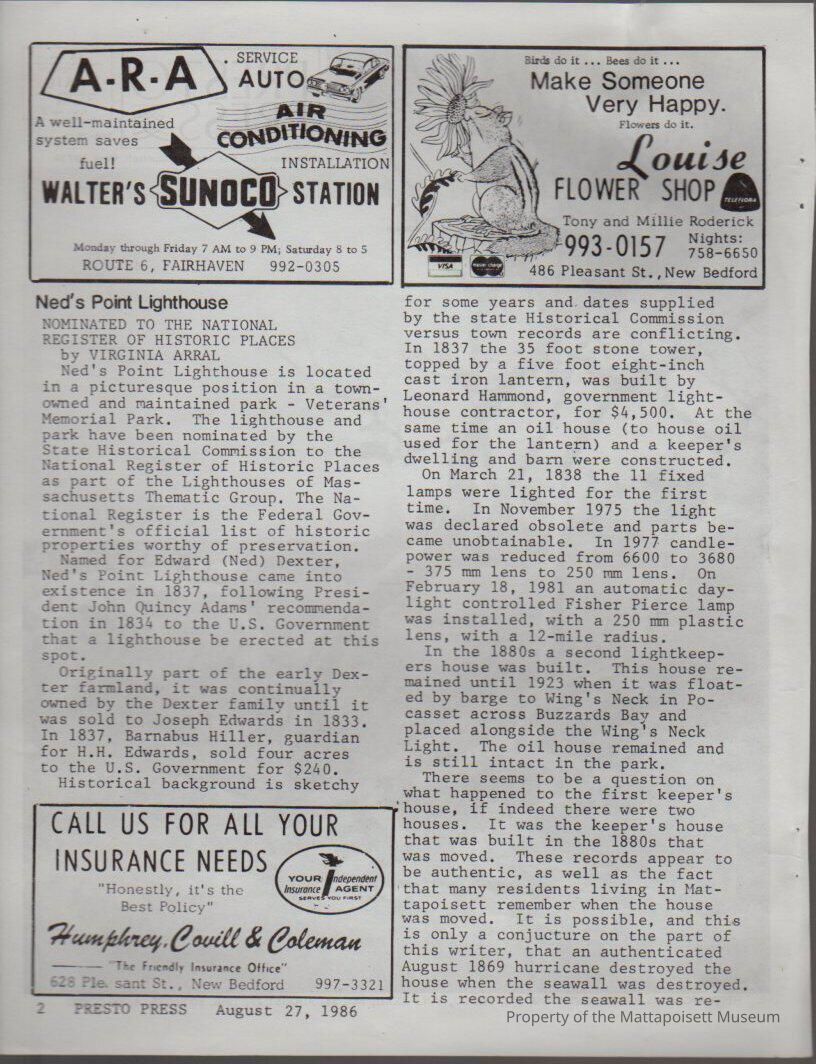 A-R-A
SERVICE
AUTO
AIR
CONDITIONING
INSTALLATION
A well-maintained
system saves
fuel!
WALTER'S SUNOCO STATION
Monday through Friday 7 AM to 9 PM; Saturday 8 to 5
ROUTE 6, FAIRHAVEN 992-0305
Birds do it ... Bees do it ...
Make Someone
Very Happy.
Flowers do it.
Louise
FLOWER SHOP
TELEFLORA
Tony and Millie Roderick
993-0157 Nights:
758-6650
VISA
master charge
486 Pleasant St., New Bedford
Ned's Point Lighthouse
NOMINATED TO THE NATIONAL
REGISTER OF HISTORIC PLACES
by VIRGINIA ARRAL
Ned's Point Lighthouse is located
in a picturesque position in a town-
owned and maintained park - Veterans'
Memorial Park. The lighthouse and
park have been nominated by the
State Historical Commission to the
National Register of Historic Places
as part of the Lighthouses of Mas-
sachusetts Thematic Group. The Na-
tional Register is the Federal Gov-
ernment's official list of historic
properties worthy of preservation.
Named for Edward (Ned) Dexter,
Ned's Point Lighthouse came into
existence in 1837, following Presi-
dent John Quincy Adams' recommenda-
tion in 1834 to the U.S. Government
that a lighthouse be erected at this
spot.
Originally part of the early Dex-
ter farmland, it was continually
owned by the Dexter family until it
was sold to Joseph Edwards in 1833.
In 1837, Barnabus Hiller, guardian
for H.H. Edwards, sold four acres
to the U.S. Government for $240.
Historical background is sketchy
for some years and dates supplied
by the state Historical Commission
versus town records are conflicting.
In 1837 the 35 foot stone tower,
topped by a five foot eight-inch
cast iron lantern, was built by
Leonard Hammond, government light-
house contractor, for $4,500. At the
same time an oil house (to house oil
used for the lantern) and a keeper's
dwelling and barn were constructed.
On March 21, 1838 the 11 fixed
lamps were lighted for the first
time. In November 1975 the light
was declared obsolete and parts be-
came unobtainable. In 1977 candle-
power was reduced from 6600 to 3680
- 375 mm lens to 250 mm lens. On
February 18, 1981 an automatic day-
light controlled Fisher Pierce lamp
was installed, with a 250 mm plastic
lens, with a 12-mile radius.
In the 1880s a second lightkeep-
ers house was built. This house re-
mained until 1923 when it was float-
ed by barge to Wing's Neck in Po-
casset across Buzzards Bay and
placed alongside the Wing's Neck
Light. The oil house remained and
is still intact in the park.
There seems to be a question on
what happened to the first keeper's
house, if indeed there were two
houses. It was the keeper's house
that was built in the 1880s that
was moved. These records appear to
be authentic, as well as the fact
that many residents living in Mat-
tapoisett remember when the house
was moved. It is possible, and this
is only a conjucture on the part of
this writer, that an authenticated
August 1869 hurricane destroyed the
house when the seawall was destroyed.
It is recorded the seawall was re-
CALL US FOR ALL YOUR
INSURANCE NEEDS
YOUR Independent
Insurance AGENT
SERVES YOU FIRST
"Honestly, it's the
Best Policy"
Humphrey, Covill & Coleman
"The Friendly Insurance Office"
628 Ple sant St., New Bedford 997-3321
2 PRESTO PRESS August 27, 1986
Property of the Mattapoisett Museum